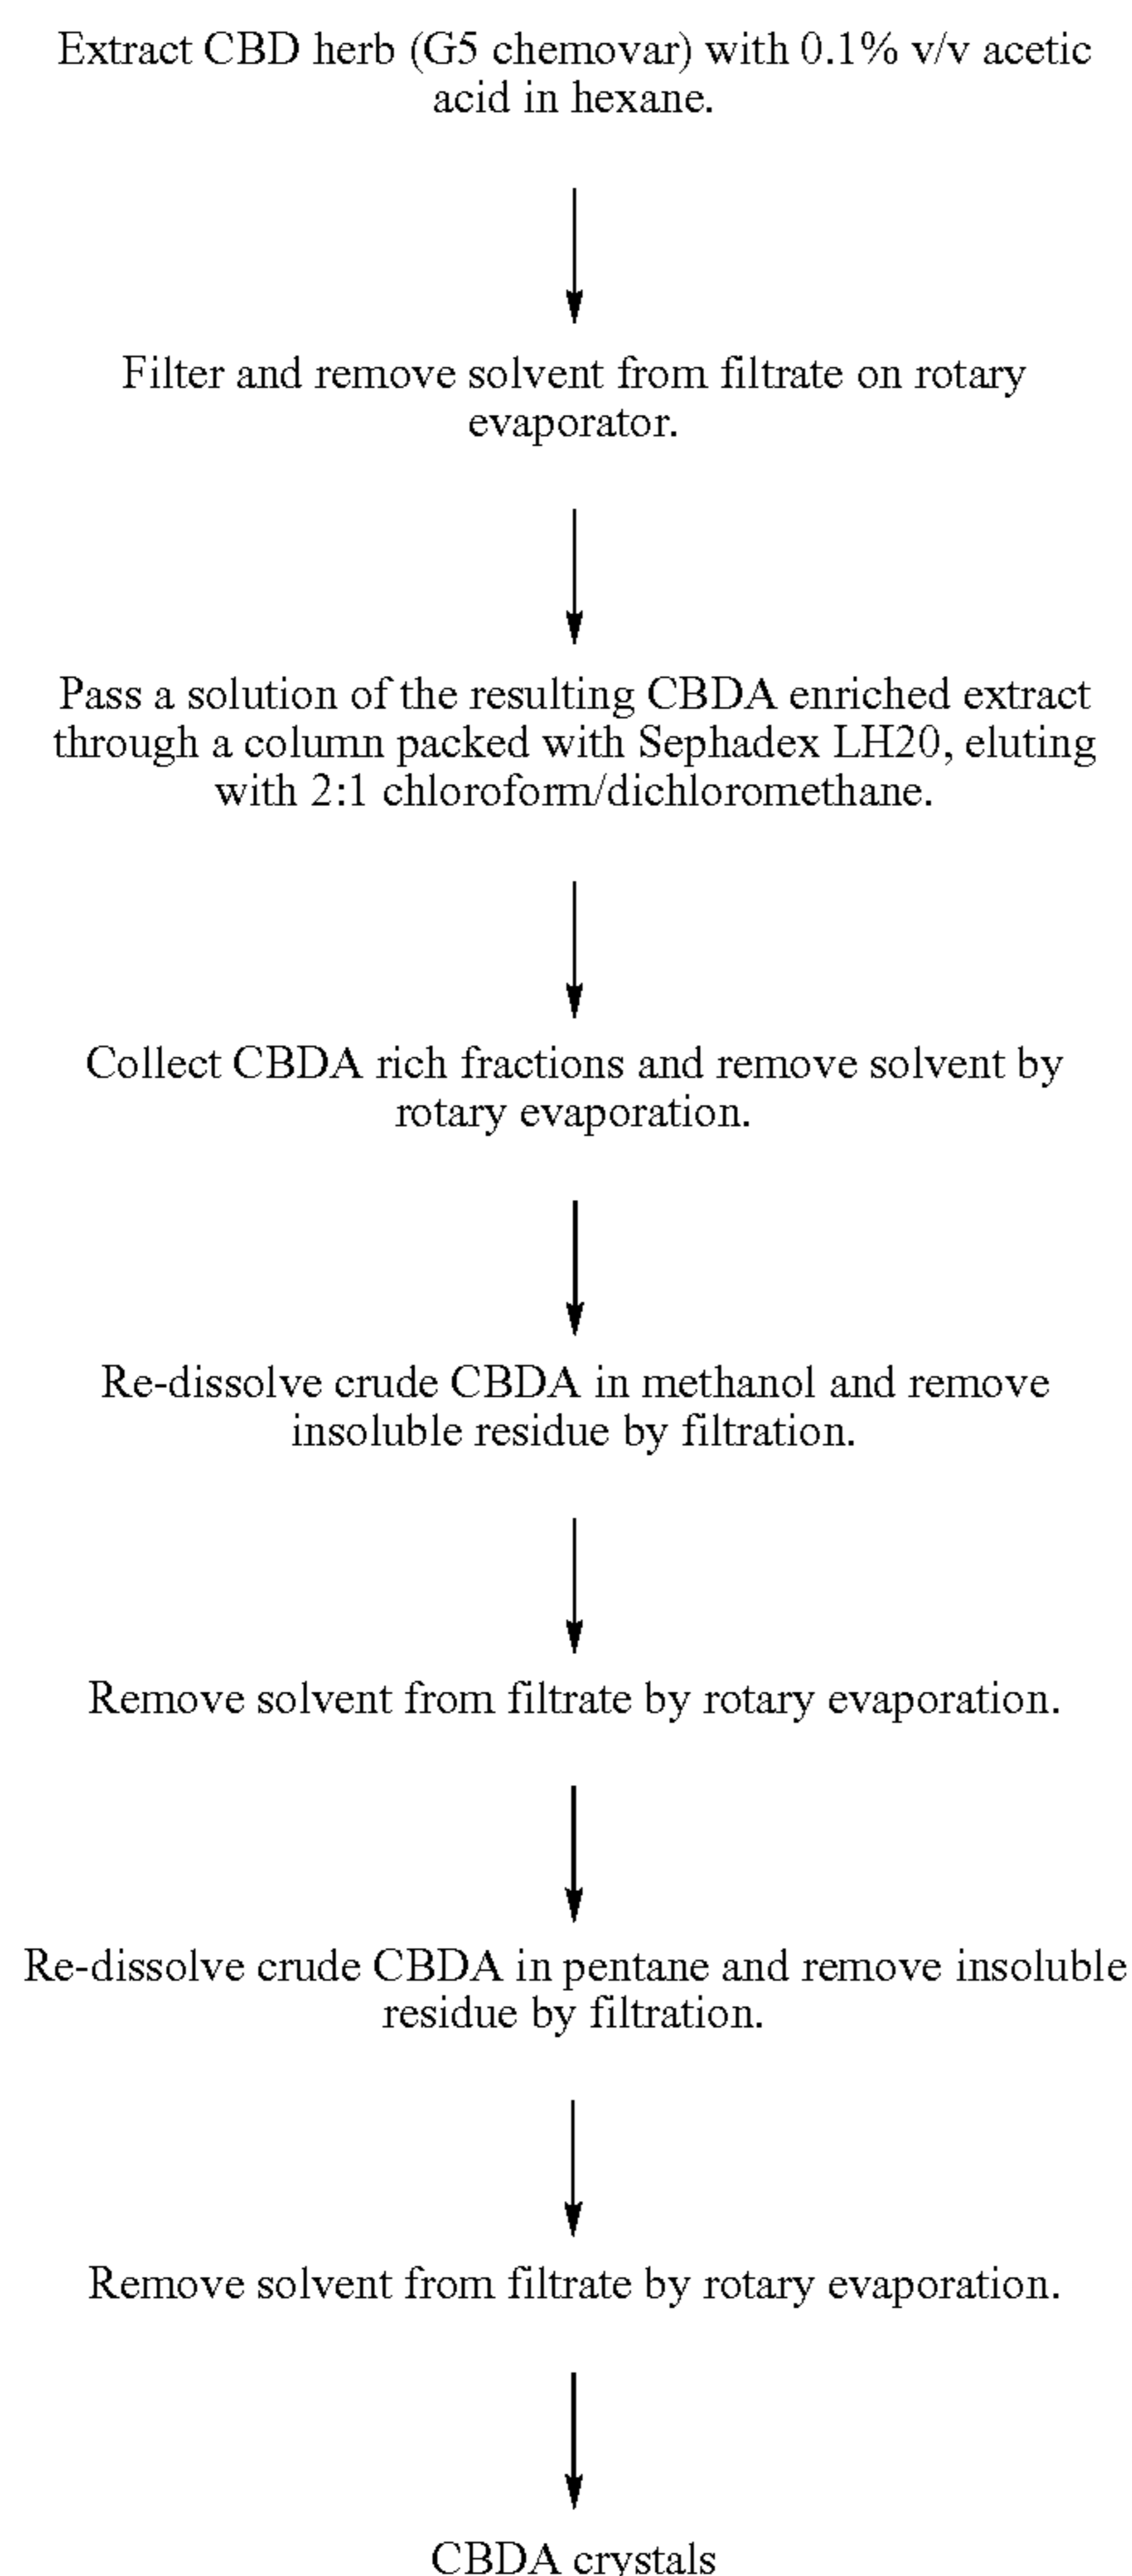 Extract CBD herb (G5 chemovar) with 0.1% v/v acetic
acid in hexane.
Filter and remove solvent from filtrate on rotary
evaporator.
Pass a solution of the resulting CBDA enriched extract
through a column packed with Sephadex LH20, eluting
with 2:1 chloroform/dichloromethane.
Collect CBDA rich fractions and remove solvent by
rotary evaporation.
Re-dissolve crude CBDA in methanol and remove
insoluble residue by filtration.
Remove solvent from filtrate by rotary evaporation.
Re-dissolve crude CBDA in pentane and remove insoluble
residue by filtration.
Remove solvent from filtrate by rotary evaporation.
CBDA crystals